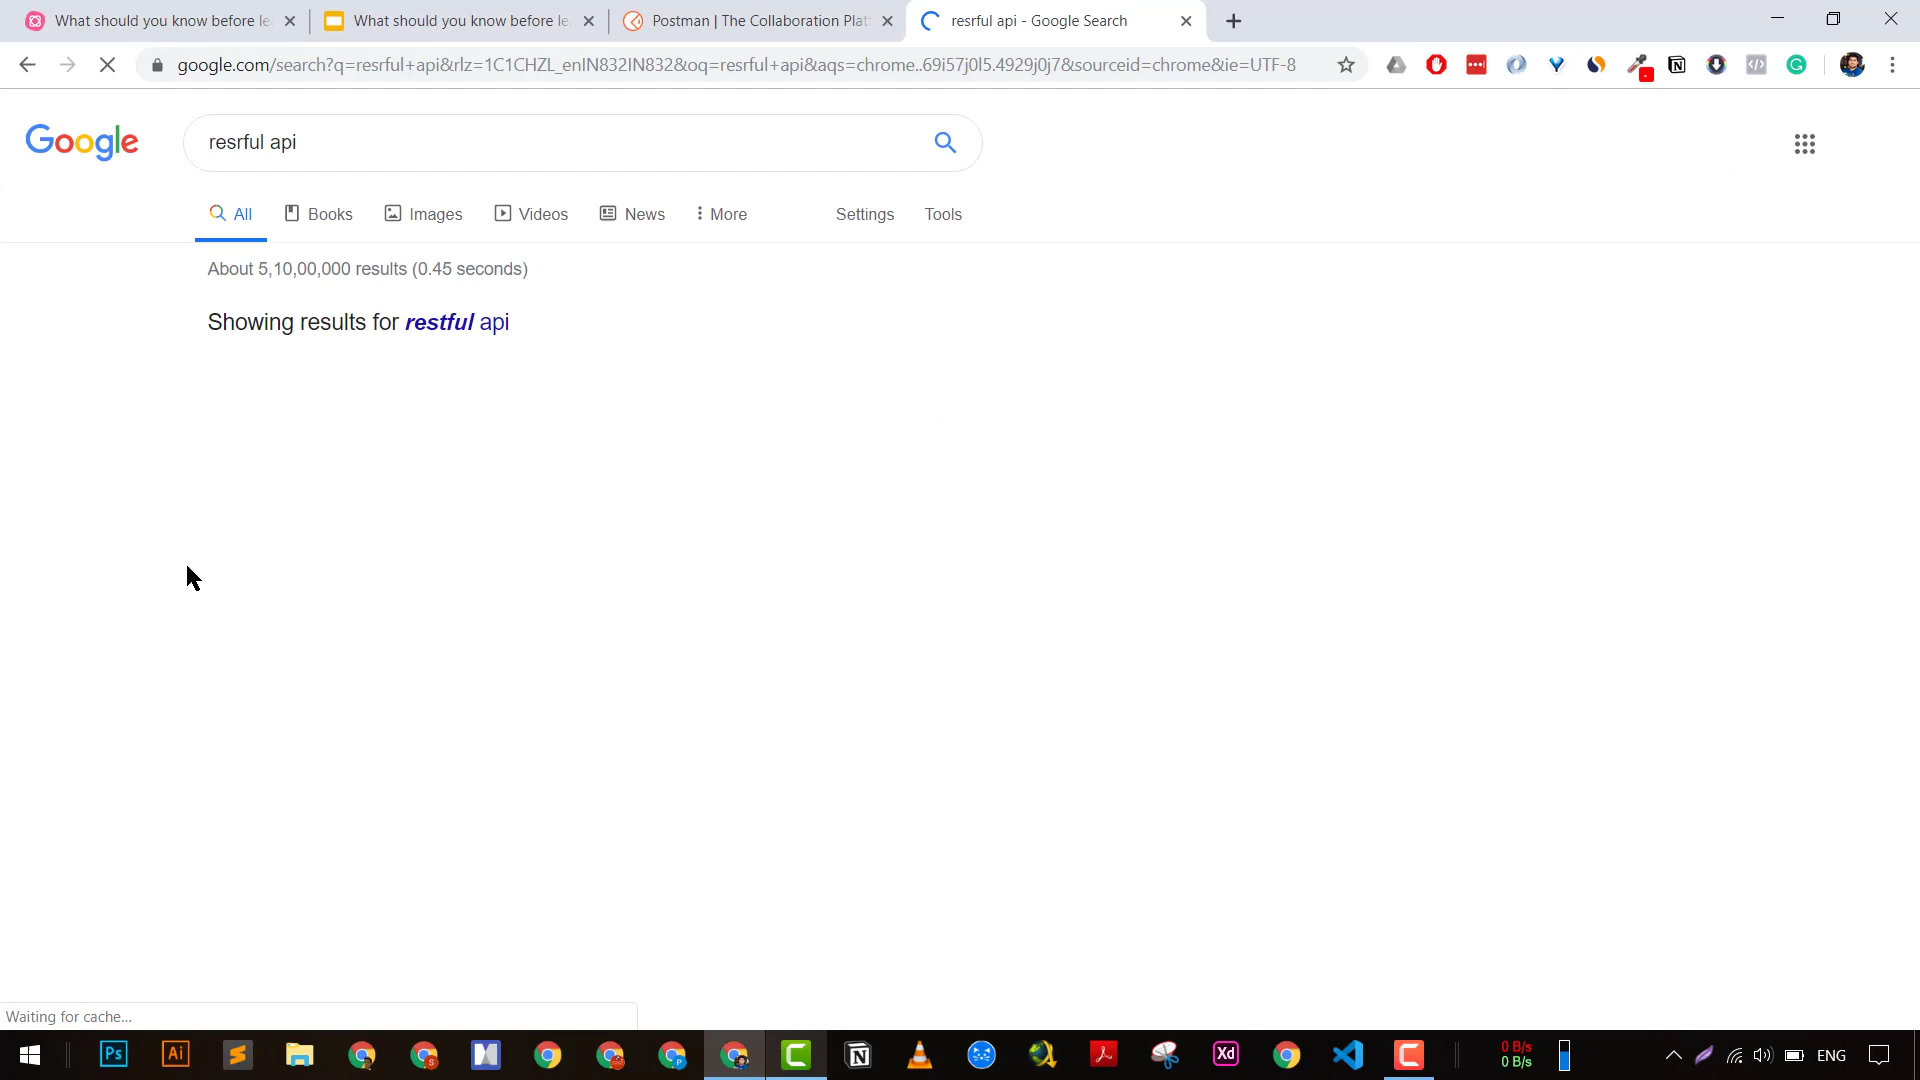 What should you know before le
What should you know before le
Postman | The Collaboration Plat
resrful api - Google Search
google.com/search?q=resrful+api&rlz=1C1CHZL_enIN832IN832&oq=resrful+api&aqs=chrome..69i57j0l5.4929j0j7&sourceid=chrome&ie=UTF-8
Google
resrful api
All
Books
Images
Videos
News
More
Settings
Tools
About 5,10,00,000 results (0.45 seconds)
Showing results for restful api
Waiting for cache...
Ps
Ai
Xd
0 B/s
0 B/s
ENG